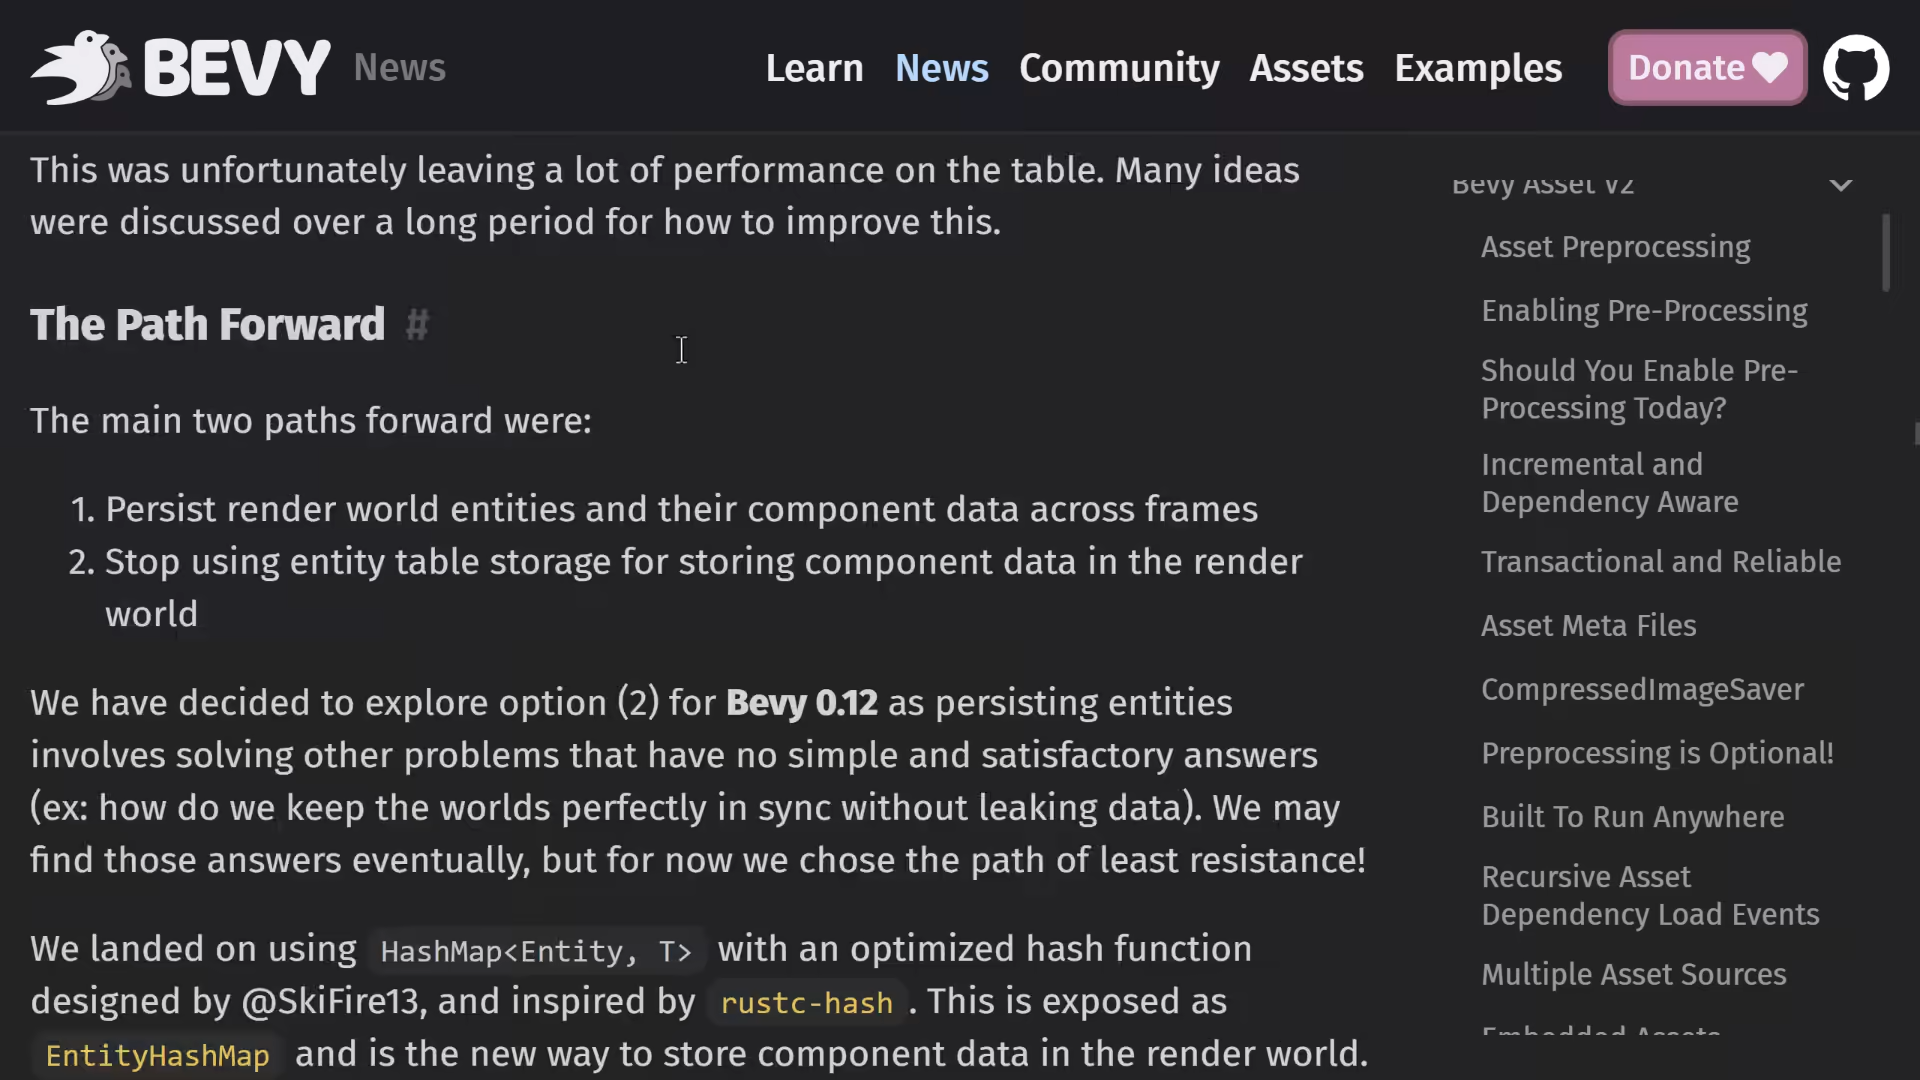 BEVY News
Learn News Community Assets Examples Donate
This was unfortunately leaving a lot of performance on the table. Many ideas
were discussed over a long period for how to improve this.
The Path Forward #
The main two paths forward were:
1. Persist render world entities and their component data across frames
2. Stop using entity table storage for storing component data in the render
world
We have decided to explore option (2) for Bevy 0.12 as persisting entities
involves solving other problems that have no simple and satisfactory answers
(ex: how do we keep the worlds perfectly in sync without leaking data). We may
find those answers eventually, but for now we chose the path of least resistance!
We landed on using HashMap<Entity, T> with an optimized hash function
designed by @SkiFire13, and inspired by rustc-hash. This is exposed as
EntityHashMap and is the new way to store component data in the render world.
Bevy Asset V2
Asset Preprocessing
Enabling Pre-Processing
Should You Enable Pre-
Processing Today?
Incremental and
Dependency Aware
Transactional and Reliable
Asset Meta Files
CompressedImageSaver
Preprocessing is Optional!
Built To Run Anywhere
Recursive Asset
Dependency Load Events
Multiple Asset Sources
Embedded Assets